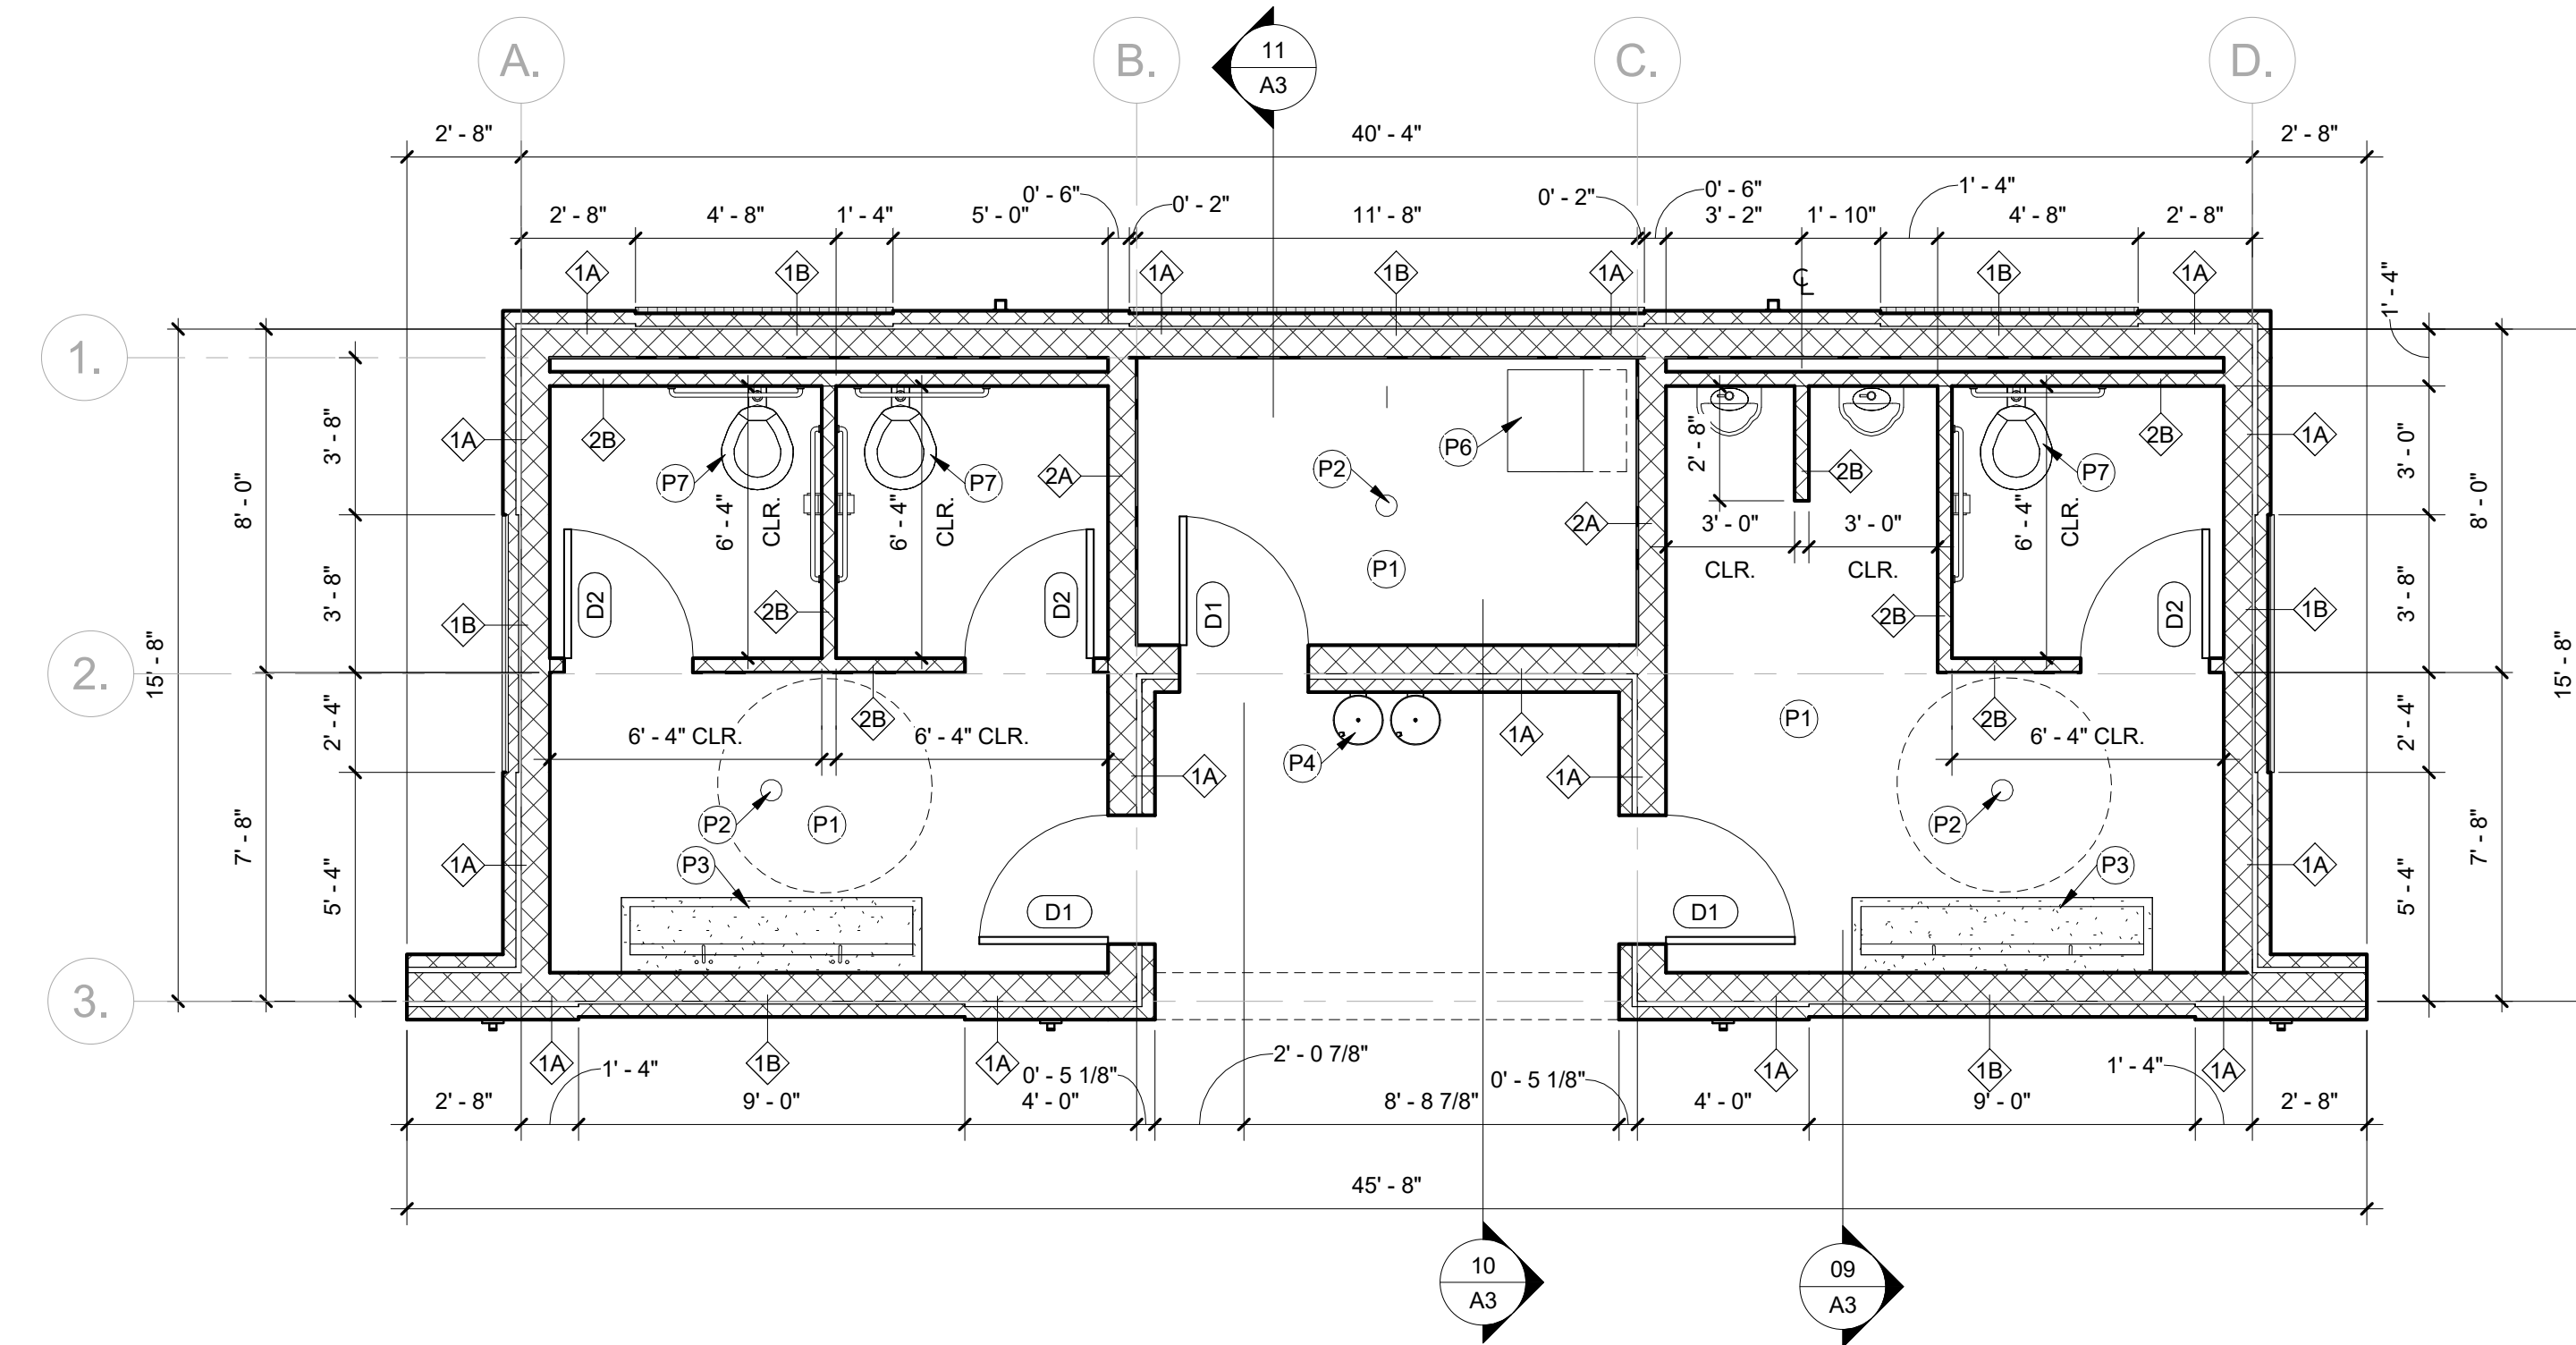 A.
B.
11
A3
C.
D.
2' - 8"
40' - 4"
2' - 8"
2' - 8"
4' - 8"
1' - 4"
5' - 0"
0' - 6"
0' - 2"
11' - 8"
0' - 2"
0' - 6"
3' - 2"
1' - 10"
1' - 4"
4' - 8"
2' - 8"
1A
1B
1A
1B
1A
CL
1B
1A
1' - 4"
1.
3' - 8"
1A
2B
P7
6' - 4"
CLR.
P7
6' - 4"
CLR.
2A
P2
P6
2' - 8"
2B
P7
6' - 4"
CLR.
2B
1A
3' - 0"
8' - 0"
8' - 0"
2A
3' - 0"
CLR.
3' - 0"
CLR.
P1
3' - 8"
1B
D2
2B
D2
D1
2B
D2
1B
3' - 8"
2.
15' - 8"
15' - 8"
2' - 4"
6' - 4" CLR.
2B
6' - 4" CLR.
1A
P4
1A
1A
P1
2B
6' - 4" CLR.
2' - 4"
7' - 8"
P2
P1
P2
7' - 8"
1A
P3
P3
1A
5' - 4"
D1
D1
5' - 4"
3.
1A
1' - 4"
1B
1A
0' - 5 1/8"
2' - 0 7/8"
0' - 5 1/8"
1A
1B
1' - 4"
1A
2' - 8"
9' - 0"
4' - 0"
8' - 8 7/8"
4' - 0"
9' - 0"
2' - 8"
45' - 8"
10
A3
09
A3